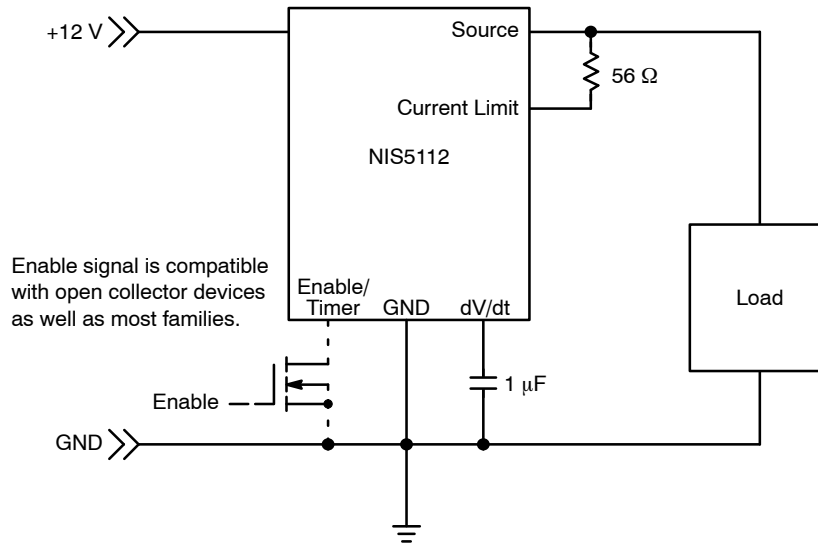 +12 V
Source
56 Ω
Current Limit
NIS5112
Enable signal is compatible
with open collector devices
as well as most families.
Enable/
Timer
GND
dV/dt
Load
1 μF
Enable
GND